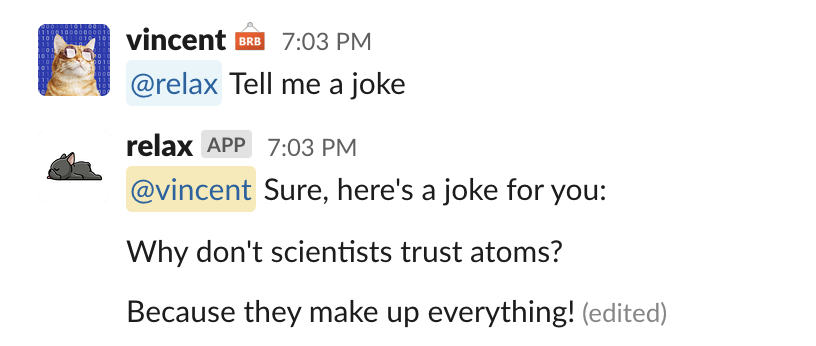 vincent BRB 7:03 PM
@relax Tell me a joke
relax APP 7:03 PM
@vincent Sure, here's a joke for you:
Why don't scientists trust atoms?
Because they make up everything! (edited)